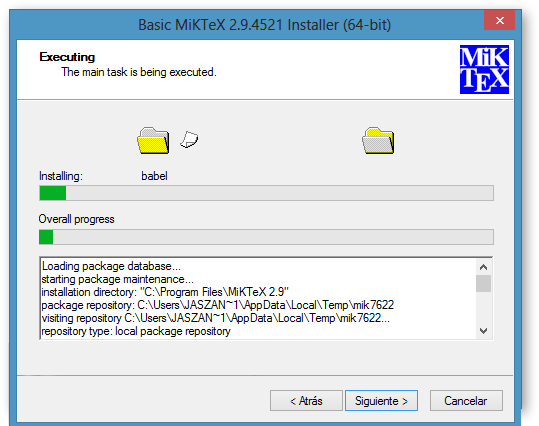 Basic MiKTeX 2.9.4521 Installer (64-bit)
Executing
The main task is being executed.
MiK
TEX
Installing: babel
Overall progress
Loading package database...
starting package maintenance...
installation directory: "C:\Program Files\MiKTeX 2.9"
package repository: C:\Users\JASZAN~1\AppData\Local\Temp\mik7622
visiting repository C:\Users\JASZAN~1\AppData\Local\Temp\mik7622...
repository type: local package repository
< Atrás Siguiente > Cancelar